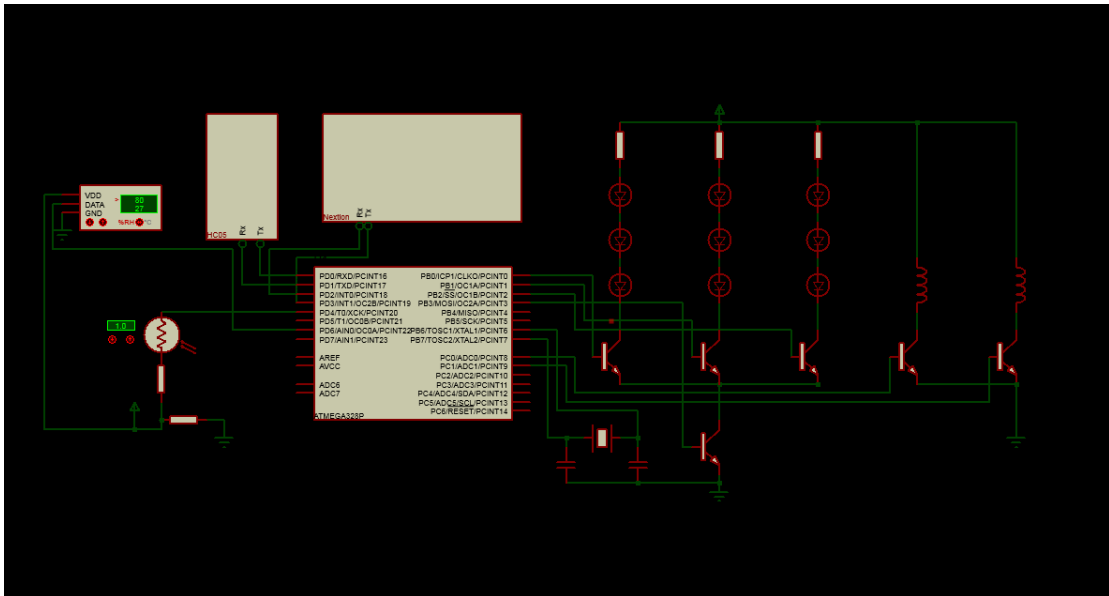 VDD
DATA
GND
>
80
27
%RH
°C
HC05
Rx
Tx
Nextion
Rx
Tx
1.0
PD0/RXD/PCINT16
PD1/TXD/PCINT17
PD2/INT0/PCINT18
PD3/INT1/OC2B/PCINT19
PD4/T0/XCK/PCINT20
PD5/T1/OC0B/PCINT21
PD6/AIN0/OC0A/PCINT22
PD7/AIN1/PCINT23
AREF
AVCC
ADC6
ADC7
PB0/ICP1/CLKO/PCINT0
PB1/OC1A/PCINT1
PB2/SS/OC1B/PCINT2
PB3/MOSI/OC2A/PCINT3
PB4/MISO/PCINT4
PB5/SCK/PCINT5
PB6/TOSC1/XTAL1/PCINT6
PB7/TOSC2/XTAL2/PCINT7
PC0/ADC0/PCINT8
PC1/ADC1/PCINT9
PC2/ADC2/PCINT10
PC3/ADC3/PCINT11
PC4/ADC4/SDA/PCINT12
PC5/ADC5/SCL/PCINT13
PC6/RESET/PCINT14
ATMEGA328P